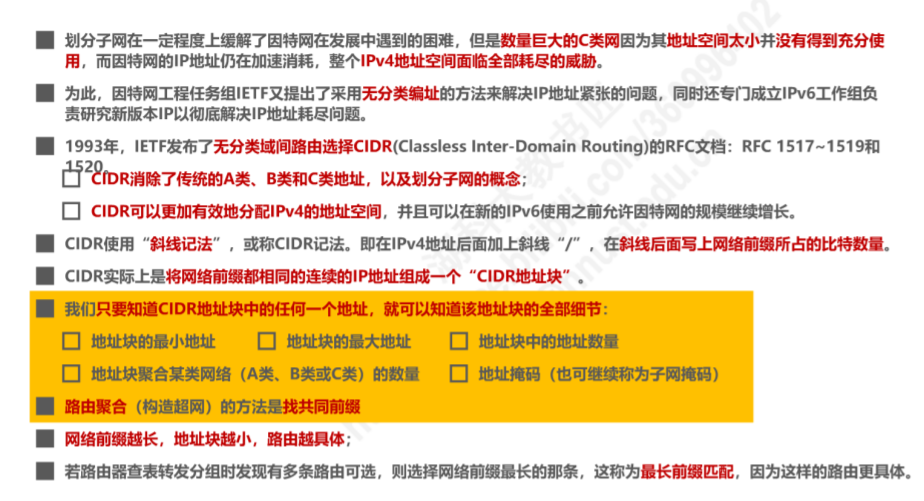 划分子网在一定程度上缓解了因特网在发展中遇到的困难，但是数量巨大的C类网因为其地址空间太小并没有得到充分使
用，而因特网的IP地址仍在加速消耗，整个IPv4地址空间面临全部耗尽的威胁。
为此，因特网工程任务组IETF又提出了采用无分类编址的方法来解决IP地址紧张的问题，同时还专门成立IPv6工作组负
责研究新版本IP以彻底解决IP地址耗尽问题。
1993年，IETF发布了无分类域间路由选择CIDR(Classless Inter-Domain Routing)的RFC文档：RFC 1517~1519和
1520。
CIDR消除了传统的A类、B类和C类地址，以及划分子网的概念；
CIDR可以更加有效地分配IPv4的地址空间，并且可以在新的IPv6使用之前允许因特网的规模继续增长。
CIDR使用“斜线记法”，或称CIDR记法。即在IPv4地址后面加上斜线“/”，在斜线后面写上网络前缀所占的比特数量。
CIDR实际上是将网络前缀都相同的连续的IP地址组成一个“CIDR地址块”。
我们只要知道CIDR地址块中的任何一个地址，就可以知道该地址块的全部细节：
地址块的最小地址 地址块的最大地址 地址块中的地址数量
地址块聚合某类网络（A类、B类或C类）的数量 地址掩码（也可继续称为子网掩码）
路由聚合（构造超网）的方法是找共同前缀
网络前缀越长，地址块越小，路由越具体；
若路由器查表转发分组时发现有多条路由可选，则选择网络前缀最长的那条，这称为最长前缀匹配，因为这样的路由更具体。